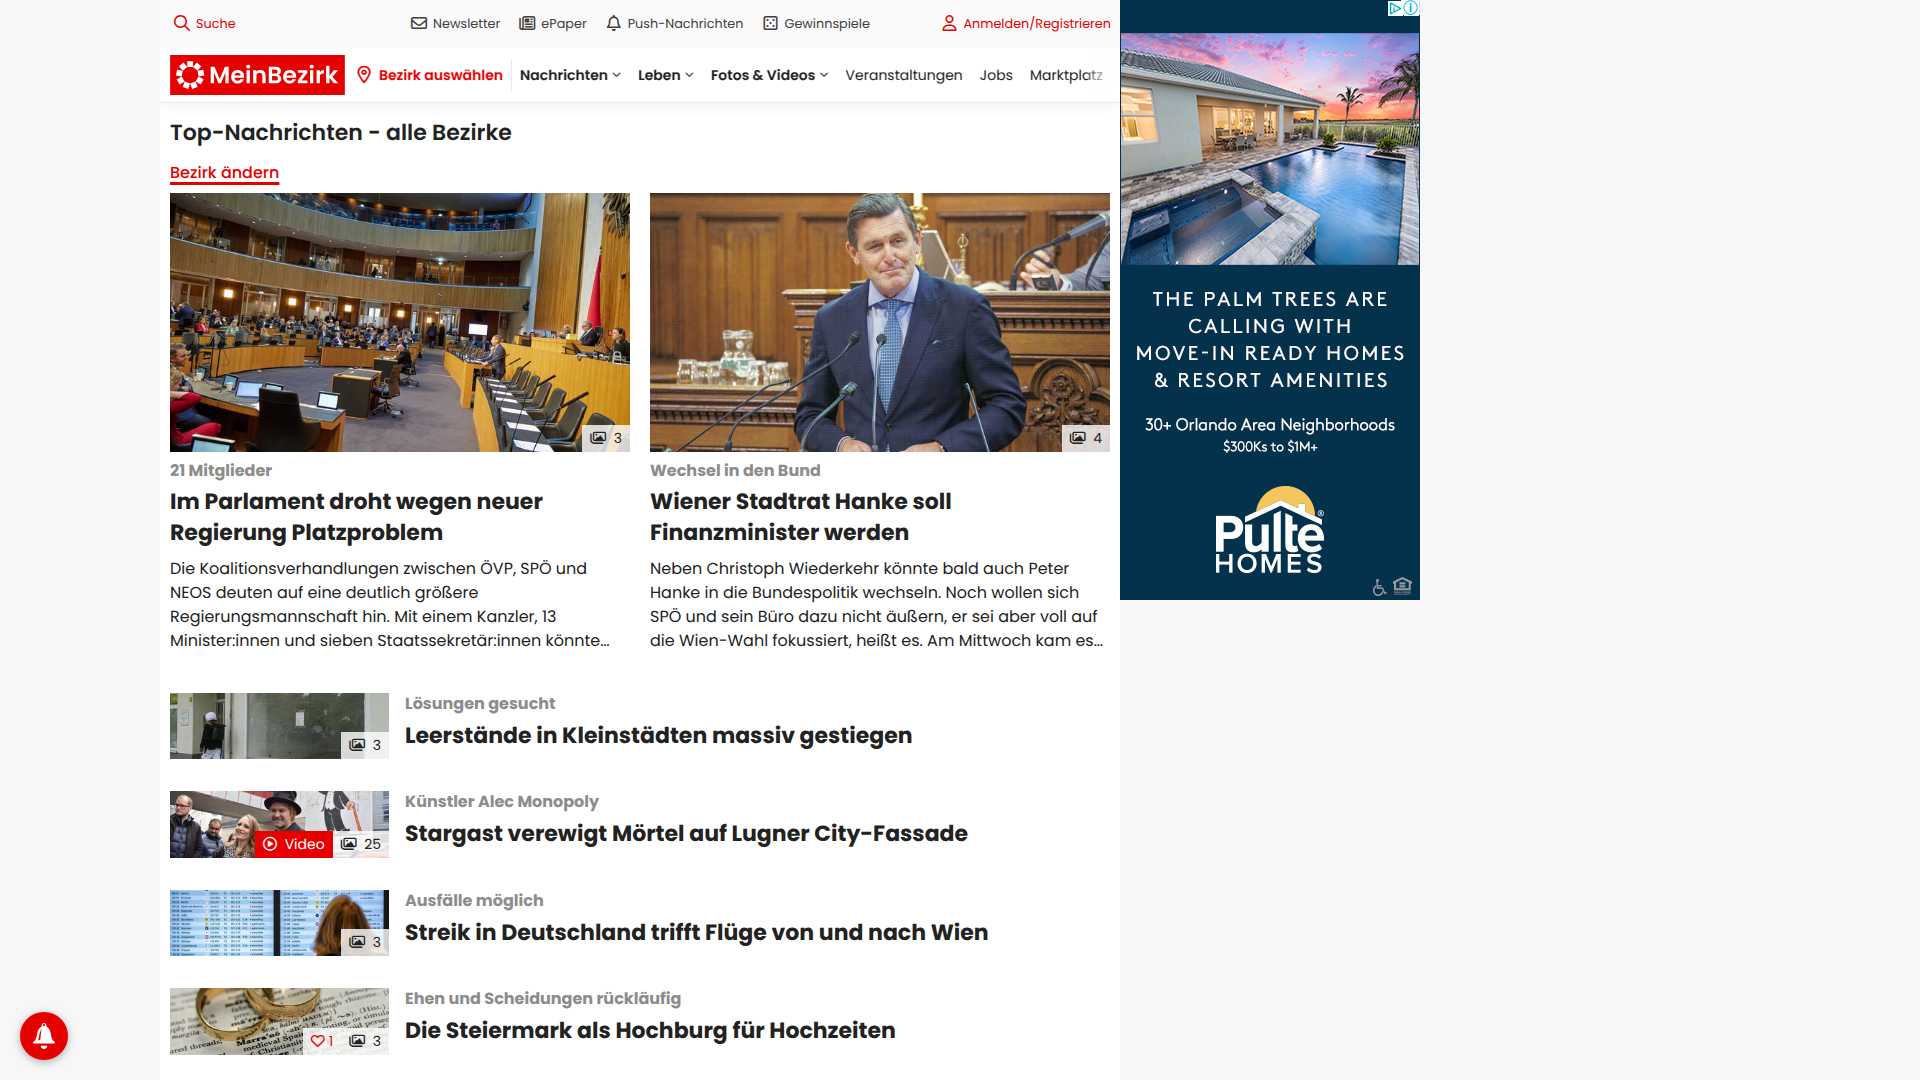 Suche
Newsletter
ePaper
Push-Nachrichten
Gewinnspiele
Anmelden/Registrieren
MeinBezirk
Bezirk auswählen
Nachrichten
Leben
Fotos & Videos
Veranstaltungen
Jobs
Marktplatz
Top-Nachrichten - alle Bezirke
Bezirk ändern
3
21 Mitglieder
Im Parlament droht wegen neuer
Regierung Platzproblem
Die Koalitionsverhandlungen zwischen ÖVP, SPÖ und
NEOS deuten auf eine deutlich größere
Regierungsmannschaft hin. Mit einem Kanzler, 13
Minister:innen und sieben Staatssekretär:innen könnte...
4
Wechsel in den Bund
Wiener Stadtrat Hanke soll
Finanzminister werden
Neben Christoph Wiederkehr könnte bald auch Peter
Hanke in die Bundespolitik wechseln. Noch wollen sich
SPÖ und sein Büro dazu nicht äußern, er sei aber voll auf
die Wien-Wahl fokussiert, heißt es. Am Mittwoch kam es...
3
Lösungen gesucht
Leerstände in Kleinstädten massiv gestiegen
Video
25
Künstler Alec Monopoly
Stargast verewigt Mörtel auf Lugner City-Fassade
3
Ausfälle möglich
Streik in Deutschland trifft Flüge von und nach Wien
1
3
Ehen und Scheidungen rückläufig
Die Steiermark als Hochburg für Hochzeiten
THE PALM TREES ARE
CALLING WITH
MOVE-IN READY HOMES
& RESORT AMENITIES
30+ Orlando Area Neighborhoods
$300Ks to $1M+
Pulte®
HOMES